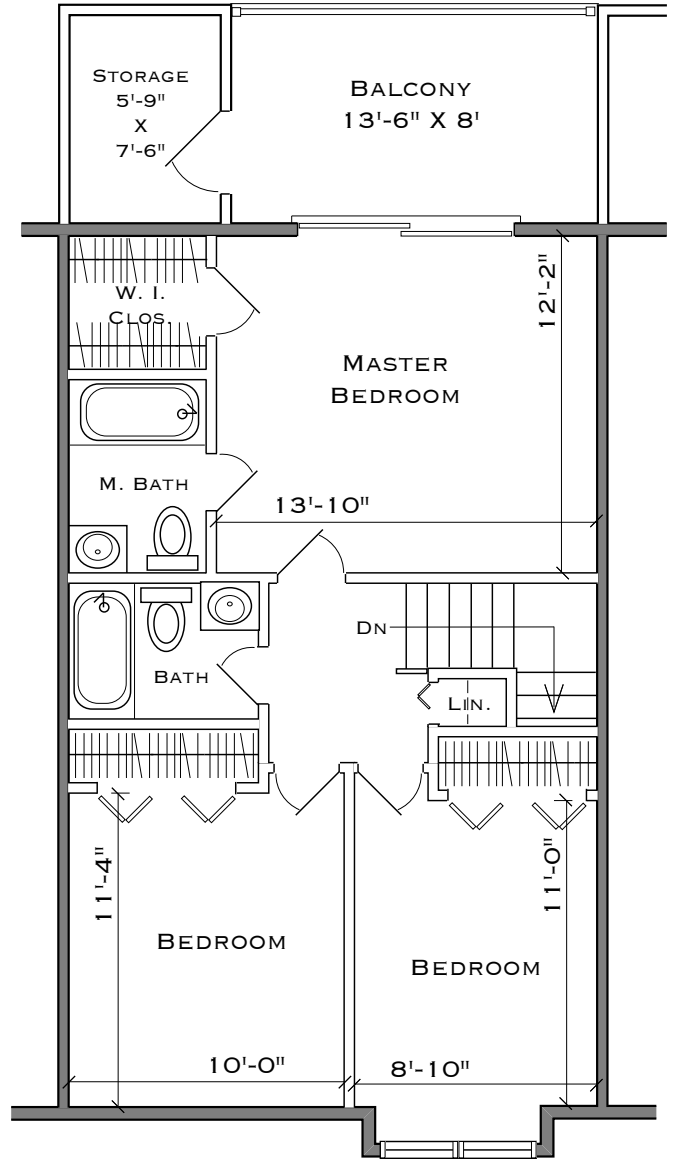 STORAGE
5'-9"
X
7'-6"
BALCONY
13'-6" X 8'
W. I.
CLOS.
12'-2"
MASTER
BEDROOM
M. BATH
13'-10"
DN
BATH
LIN.
11'-4"
11'-0"
BEDROOM
BEDROOM
10'-0"
8'-10"